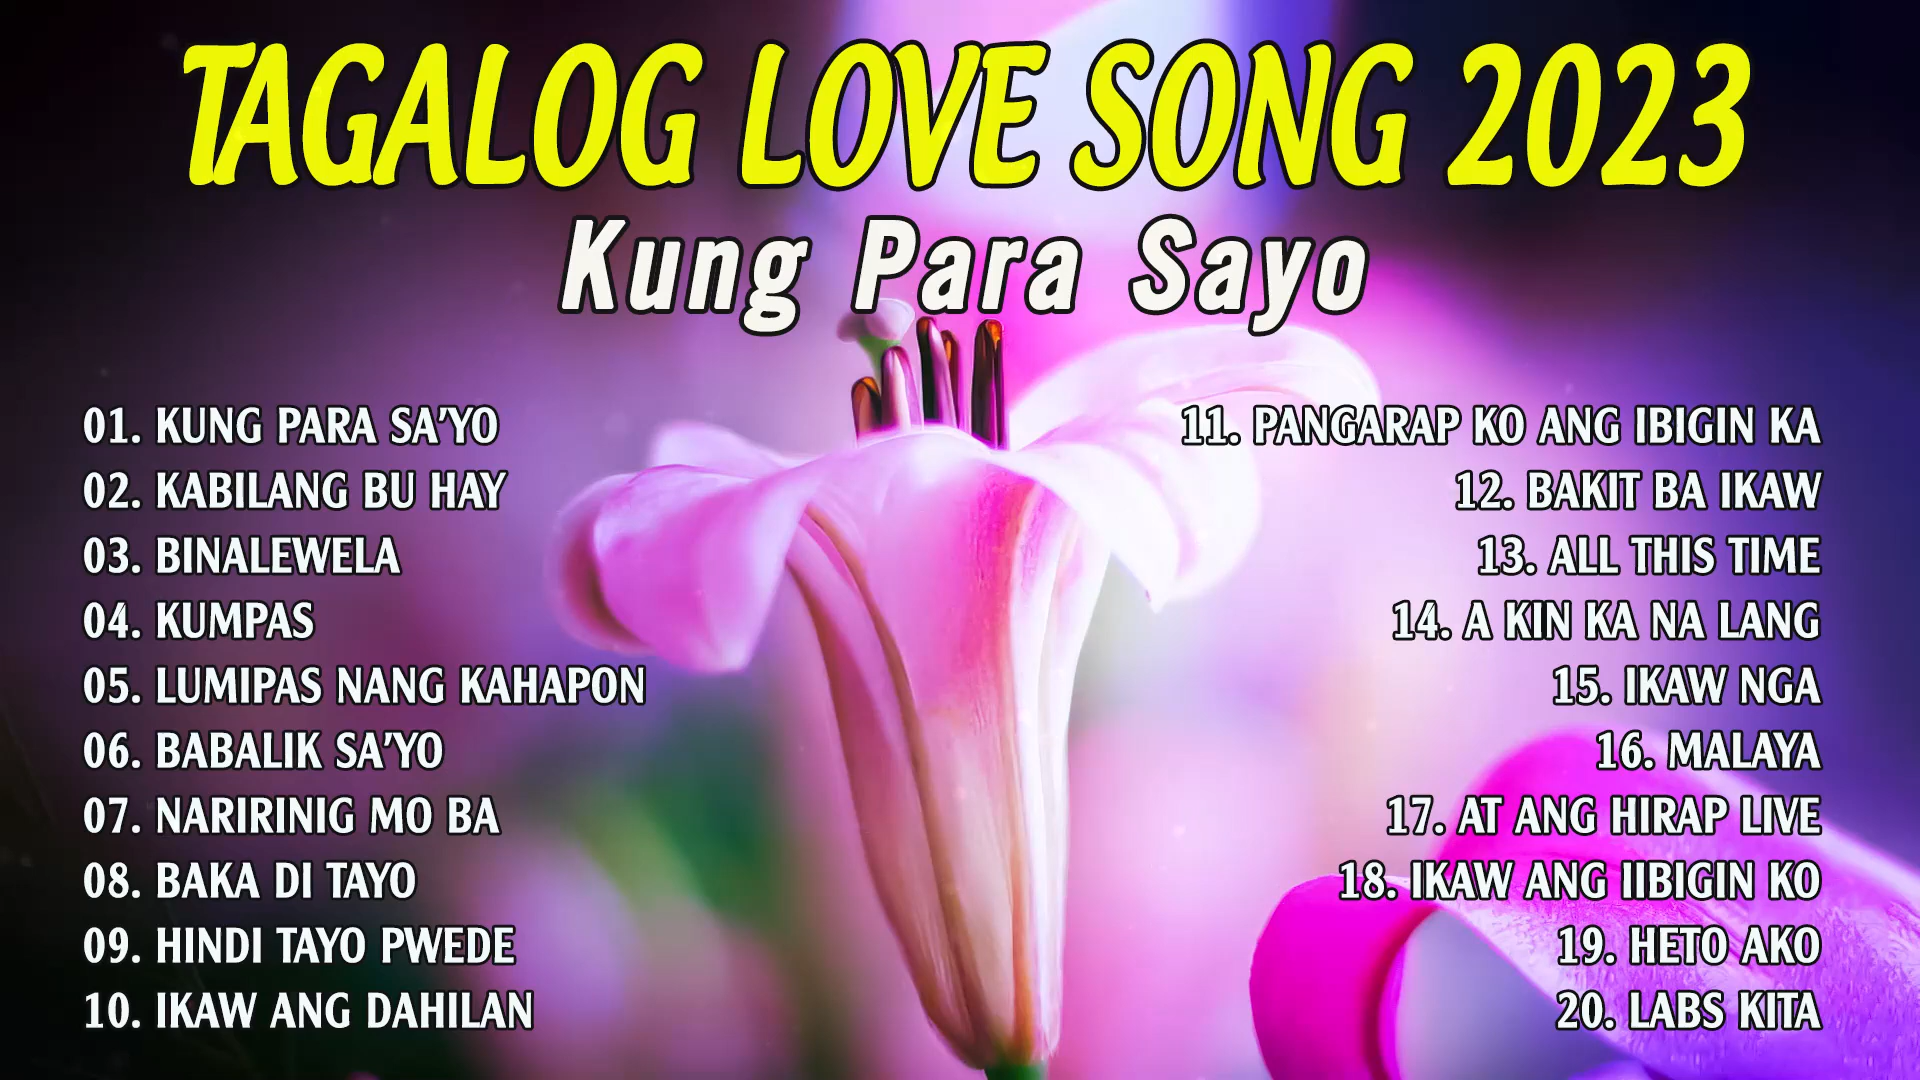 TAGALOG LOVE SONG 2023
Kung Para Sayo
01. KUNG PARA SA'YO
02. KABILANG BU HAY
03. BINALEWELA
04. KUMPAS
05. LUMIPAS NANG KAHAPON
06. BABALIK SA'YO
07. NARIRINIG MO BA
08. BAKA DI TAYO
09. HINDI TAYO PWEDE
10. IKAW ANG DAHILAN
11. PANGARAP KO ANG IBIGIN KA
12. BAKIT BA IKAW
13. ALL THIS TIME
14. A KIN KA NA LANG
15. IKAW NGA
16. MALAYA
17. AT ANG HIRAP LIVE
18. IKAW ANG IIBIGIN KO
19. HETO AKO
20. LABS KITA